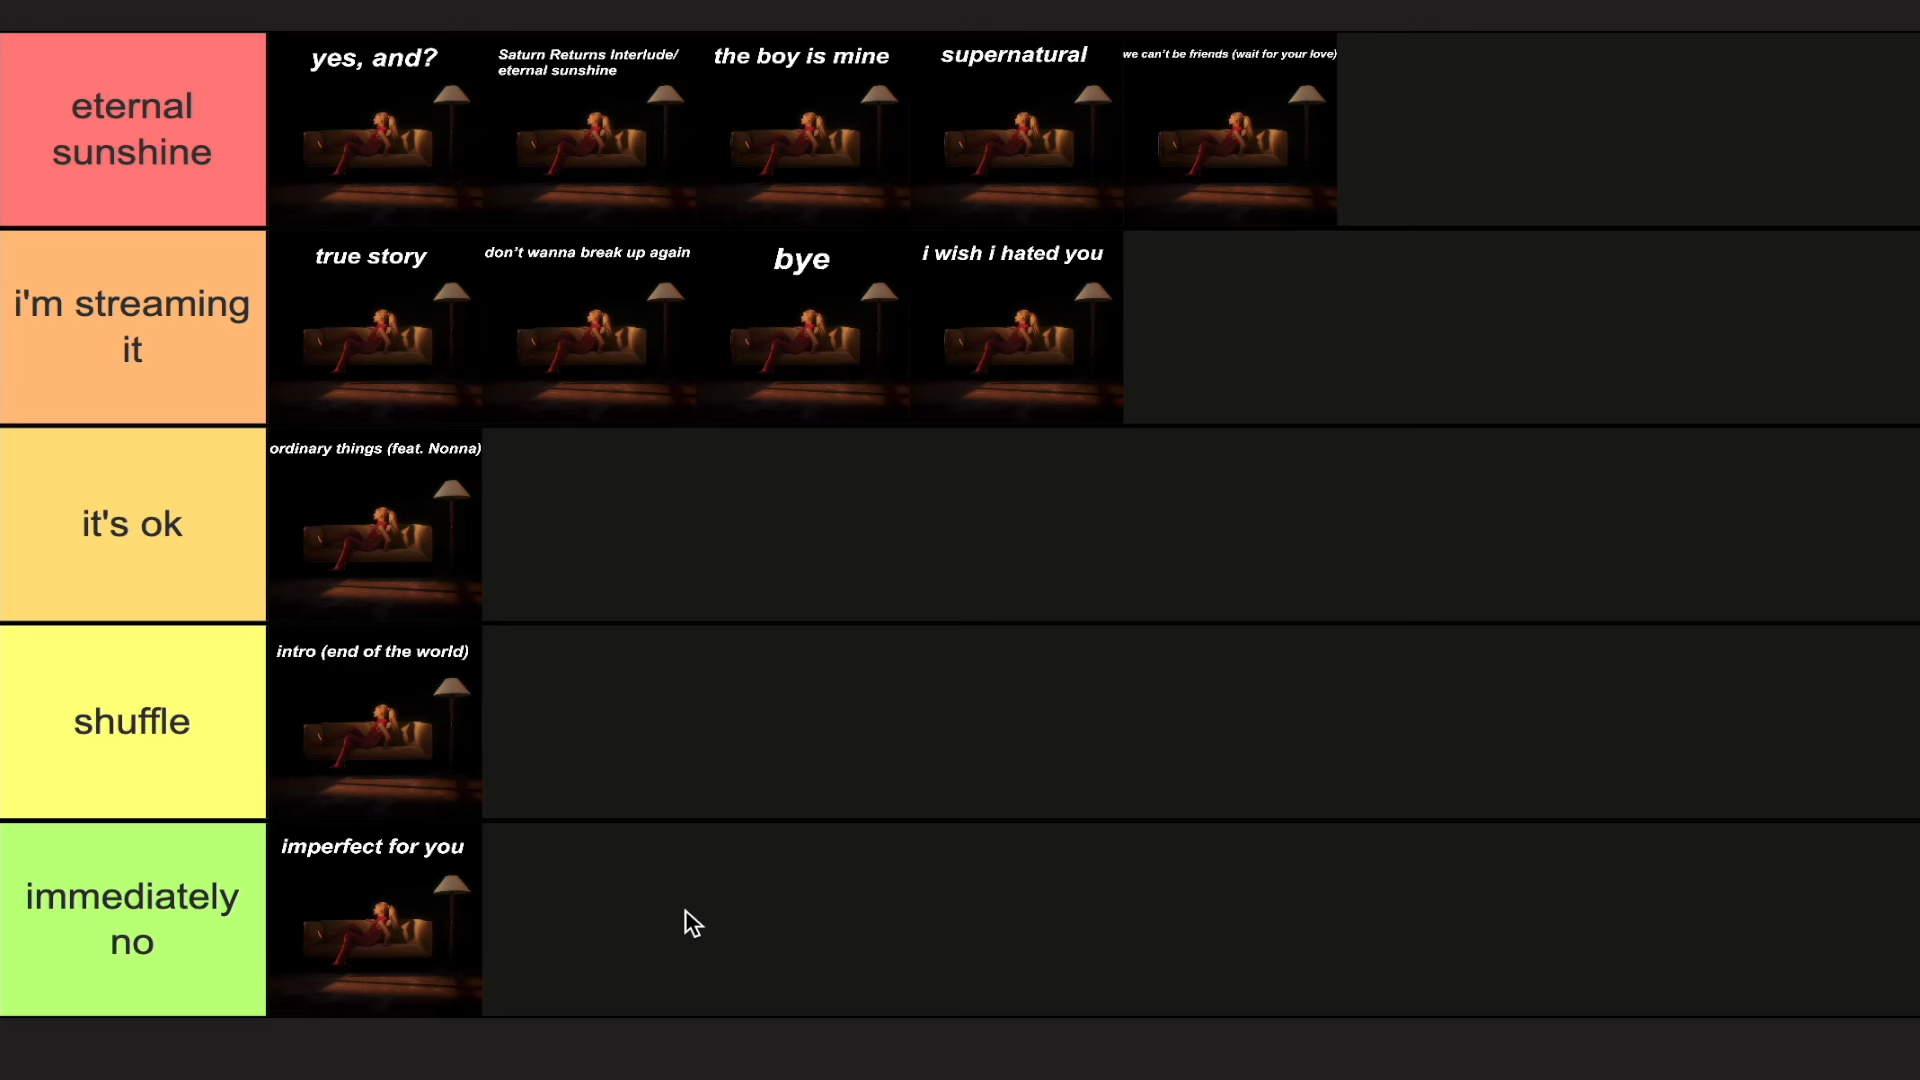 eternal
sunshine
yes, and?
Saturn Returns Interlude/
eternal sunshine
the boy is mine
supernatural
we can't be friends (wait for your love)
i'm streaming
it
true story
don’t wanna break up again
bye
i wish i hated you
it's ok
ordinary things (feat. Nonna)
shuffle
intro (end of the world)
immediately
no
imperfect for you